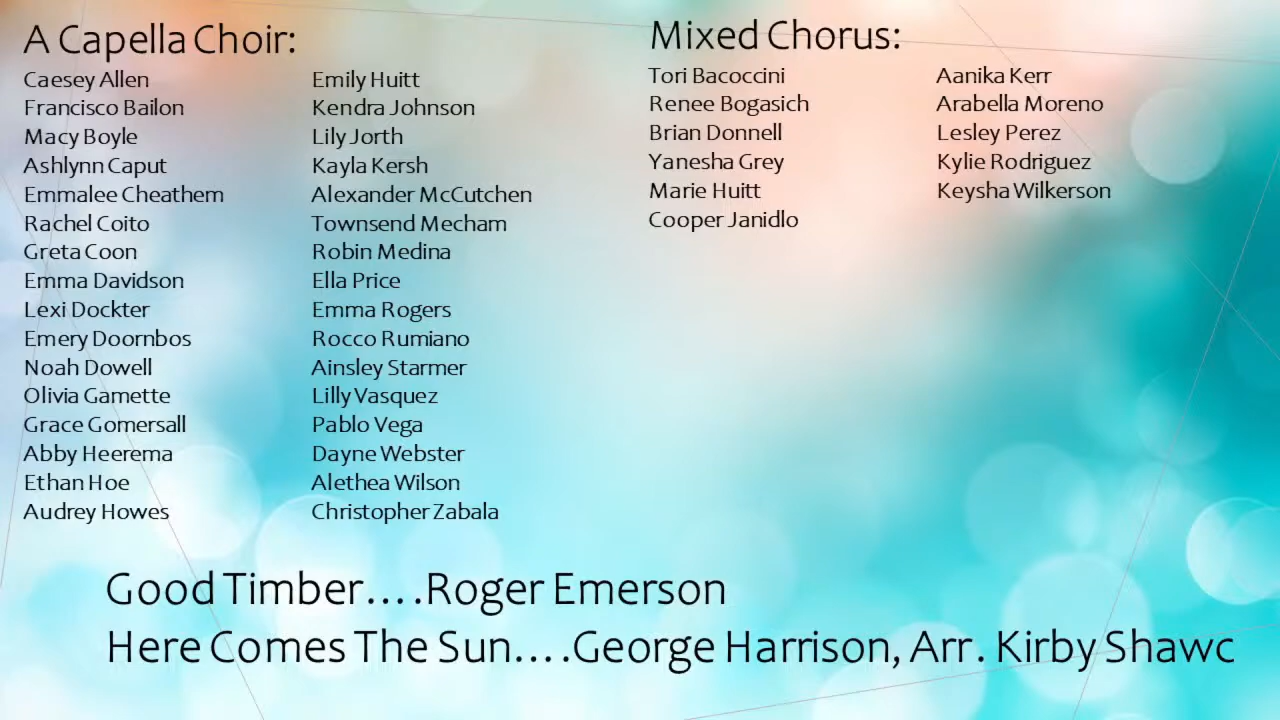 A Capella Choir:
Caesey Allen
Francisco Bailon
Macy Boyle
Ashlynn Caput
Emmalee Cheathem
Rachel Coito
Greta Coon
Emma Davidson
Lexi Dockter
Emery Doornbos
Noah Dowell
Olivia Gamette
Grace Gomersall
Abby Heerema
Ethan Hoe
Audrey Howes
Emily Huitt
Kendra Johnson
Lily Jorth
Kayla Kersh
Alexander McCutchen
Townsend Mecham
Robin Medina
Ella Price
Emma Rogers
Rocco Rumiano
Ainsley Starmer
Lilly Vasquez
Pablo Vega
Dayne Webster
Alethea Wilson
Christopher Zabala
Mixed Chorus:
Tori Bacoccini
Renee Bogasich
Brian Donnell
Yanesha Grey
Marie Huitt
Cooper Janidlo
Aanika Kerr
Arabella Moreno
Lesley Perez
Kylie Rodriguez
Keysha Wilkerson
Good Timber....Roger Emerson
Here Comes The Sun....George Harrison, Arr. Kirby Shawc